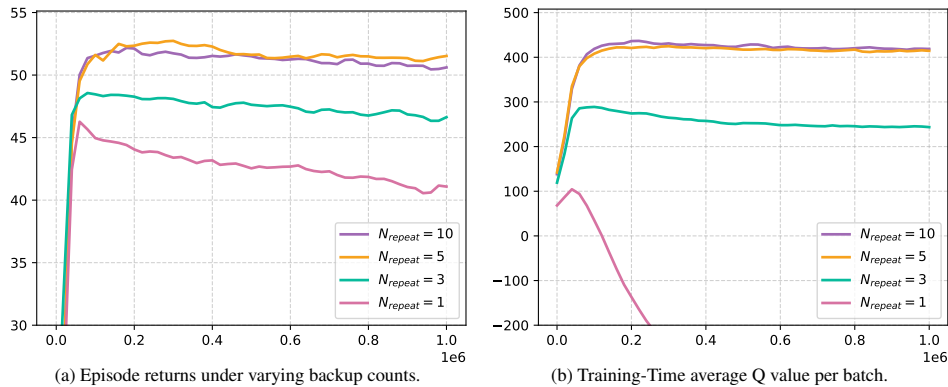 55
50
45
40
35
30
0.0
0.2
0.4
0.6
0.8
1.0
1e6
N_repeat = 10
N_repeat = 5
N_repeat = 3
N_repeat = 1
(a) Episode returns under varying backup counts.
500
400
300
200
100
0
−100
−200
0.0
0.2
0.4
0.6
0.8
1.0
1e6
N_repeat = 10
N_repeat = 5
N_repeat = 3
N_repeat = 1
(b) Training-Time average Q value per batch.